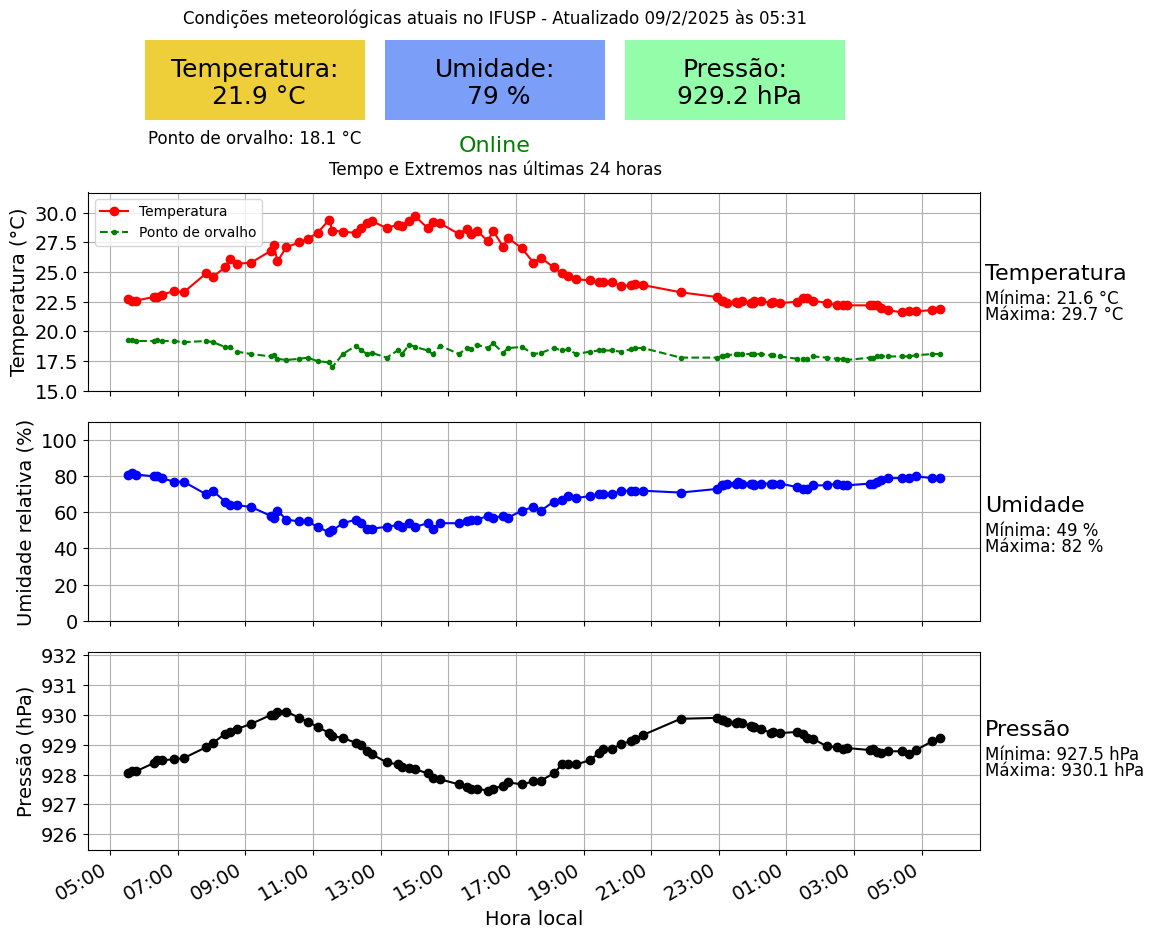 Condições meteorológicas atuais no IFUSP - Atualizado 09/2/2025 às 05:31
Temperatura:
21.9 °C
Umidade:
79 %
Pressão:
929.2 hPa
Ponto de orvalho: 18.1 °C
Online
Tempo e Extremos nas últimas 24 horas
Temperatura (°C)
30.0
27.5
25.0
22.5
20.0
17.5
15.0
Temperatura
Ponto de orvalho
Temperatura
Mínima: 21.6 °C
Máxima: 29.7 °C
Umidade relativa (%)
100
80
60
40
20
0
Umidade
Mínima: 49 %
Máxima: 82 %
Pressão (hPa)
932
931
930
929
928
927
926
Pressão
Mínima: 927.5 hPa
Máxima: 930.1 hPa
05:00 07:00 09:00 11:00 13:00 15:00 17:00 19:00 21:00 23:00 01:00 03:00 05:00
Hora local